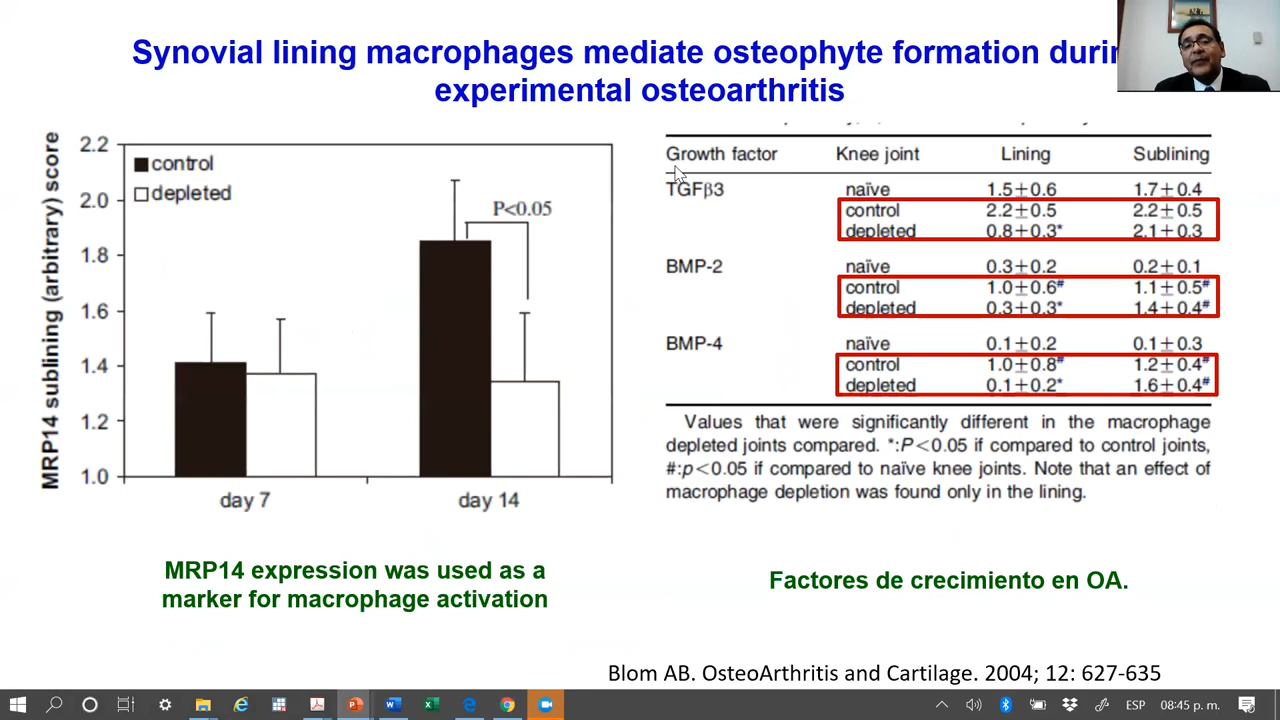 Synovial lining macrophages mediate osteophyte formation durin
experimental osteoarthritis
MRP14 sublining (arbitrary) score
2.2
2.0
1.8
1.6
1.4
1.2
1.0
control
depleted
P<0.05
day 7 day 14
Growth factor Knee joint Lining Sublining
TGFβ3 naïve 1.5±0.6 1.7±0.4
control 2.2±0.5 2.2±0.5
depleted 0.8±0.3* 2.1±0.3
BMP-2 naïve 0.3±0.2 0.2±0.1
control 1.0±0.6# 1.1±0.5#
depleted 0.3±0.3* 1.4±0.4#
BMP-4 naïve 0.1±0.2 0.1±0.3
control 1.0±0.8# 1.2±0.4#
depleted 0.1±0.2* 1.6±0.4#
Values that were significantly different in the macrophage
depleted joints compared. *:P<0.05 if compared to control joints,
#:p<0.05 if compared to naïve knee joints. Note that an effect of
macrophage depletion was found only in the lining.
MRP14 expression was used as a
marker for macrophage activation
Factores de crecimiento en OA.
Blom AB. OsteoArthritis and Cartilage. 2004; 12: 627-635
ESP 08:45 p. m.